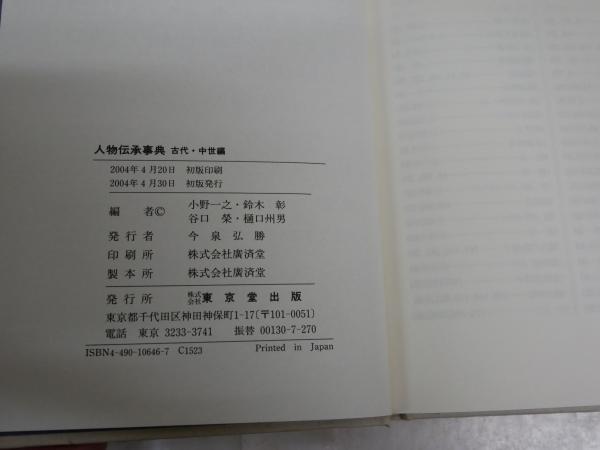 人物伝承事典 古代・中世編
2004年4月20日 初版印刷
2004年4月30日 初版発行
編者© 小野一之・鈴木彰
谷口榮・樋口州男
発行者 今泉弘勝
印刷所 株式会社廣済堂
製本所 株式会社廣済堂
発行所 株式会社東京堂出版
東京都千代田区神田神保町1-17(〒101-0051)
電話 東京 3233-3741 振替 00130-7-270
ISBN4-490-10646-7 C1523 Printed in Japan